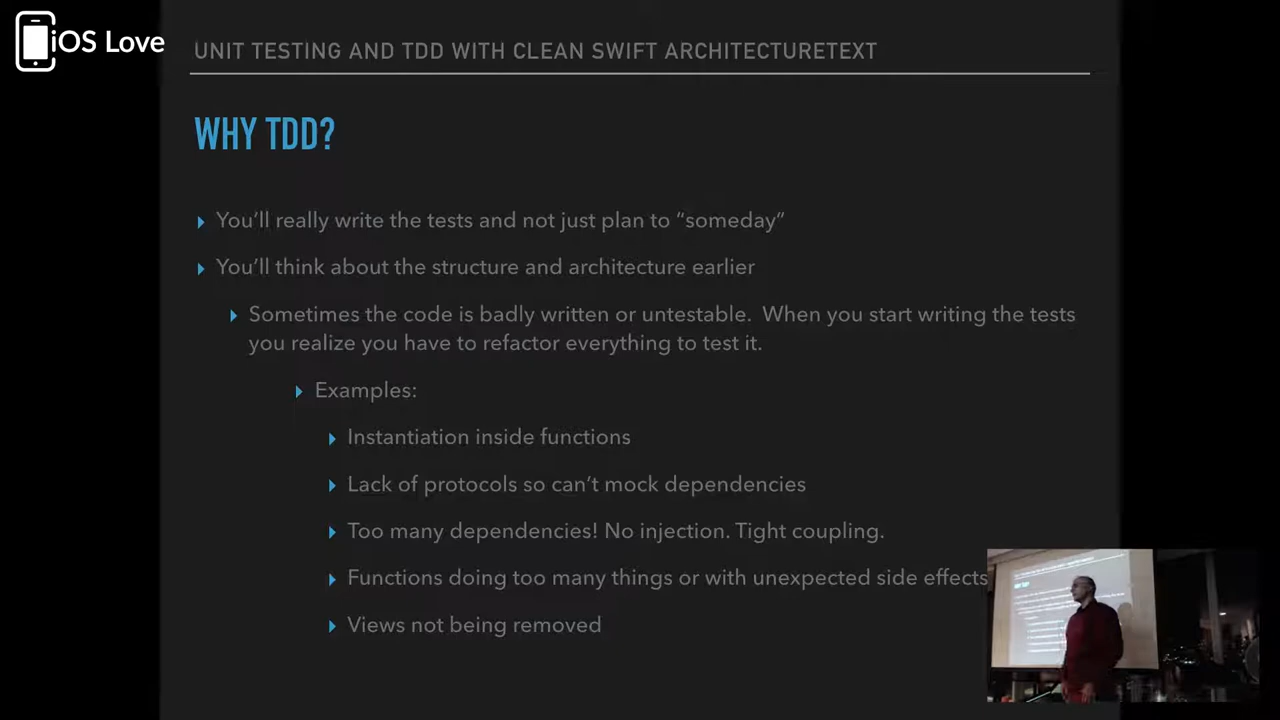 iOS Love
UNIT TESTING AND TDD WITH CLEAN SWIFT ARCHITECTURETEXT
WHY TDD?
You’ll really write the tests and not just plan to “someday”
You’ll think about the structure and architecture earlier
Sometimes the code is badly written or untestable.  When you start writing the tests
you realize you have to refactor everything to test it.
Examples:
Instantiation inside functions
Lack of protocols so can’t mock dependencies
Too many dependencies! No injection. Tight coupling.
Functions doing too many things or with unexpected side effects
Views not being removed